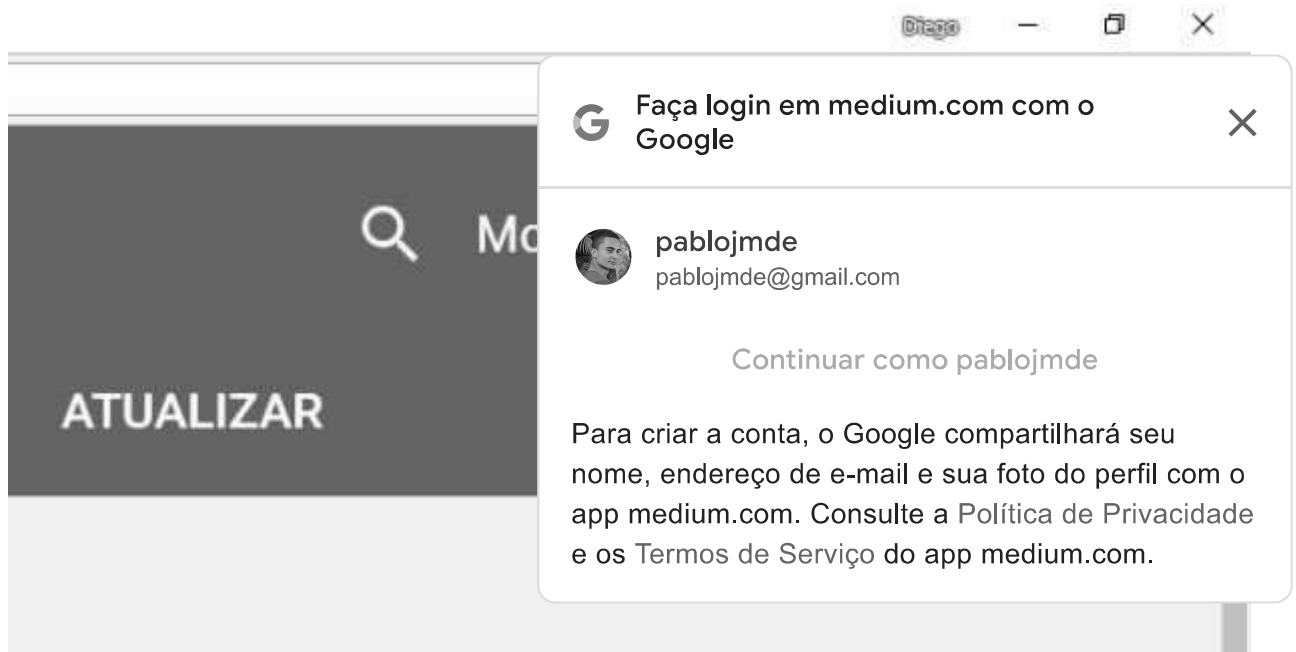 Diego
Faça login em medium.com com o
Google
pablojmde
pablojmde@gmail.com
Continuar como pablojmde
ATUALIZAR
Para criar a conta, o Google compartilhará seu
nome, endereço de e-mail e sua foto do perfil com o
app medium.com. Consulte a Política de Privacidade
e os Termos de Serviço do app medium.com.